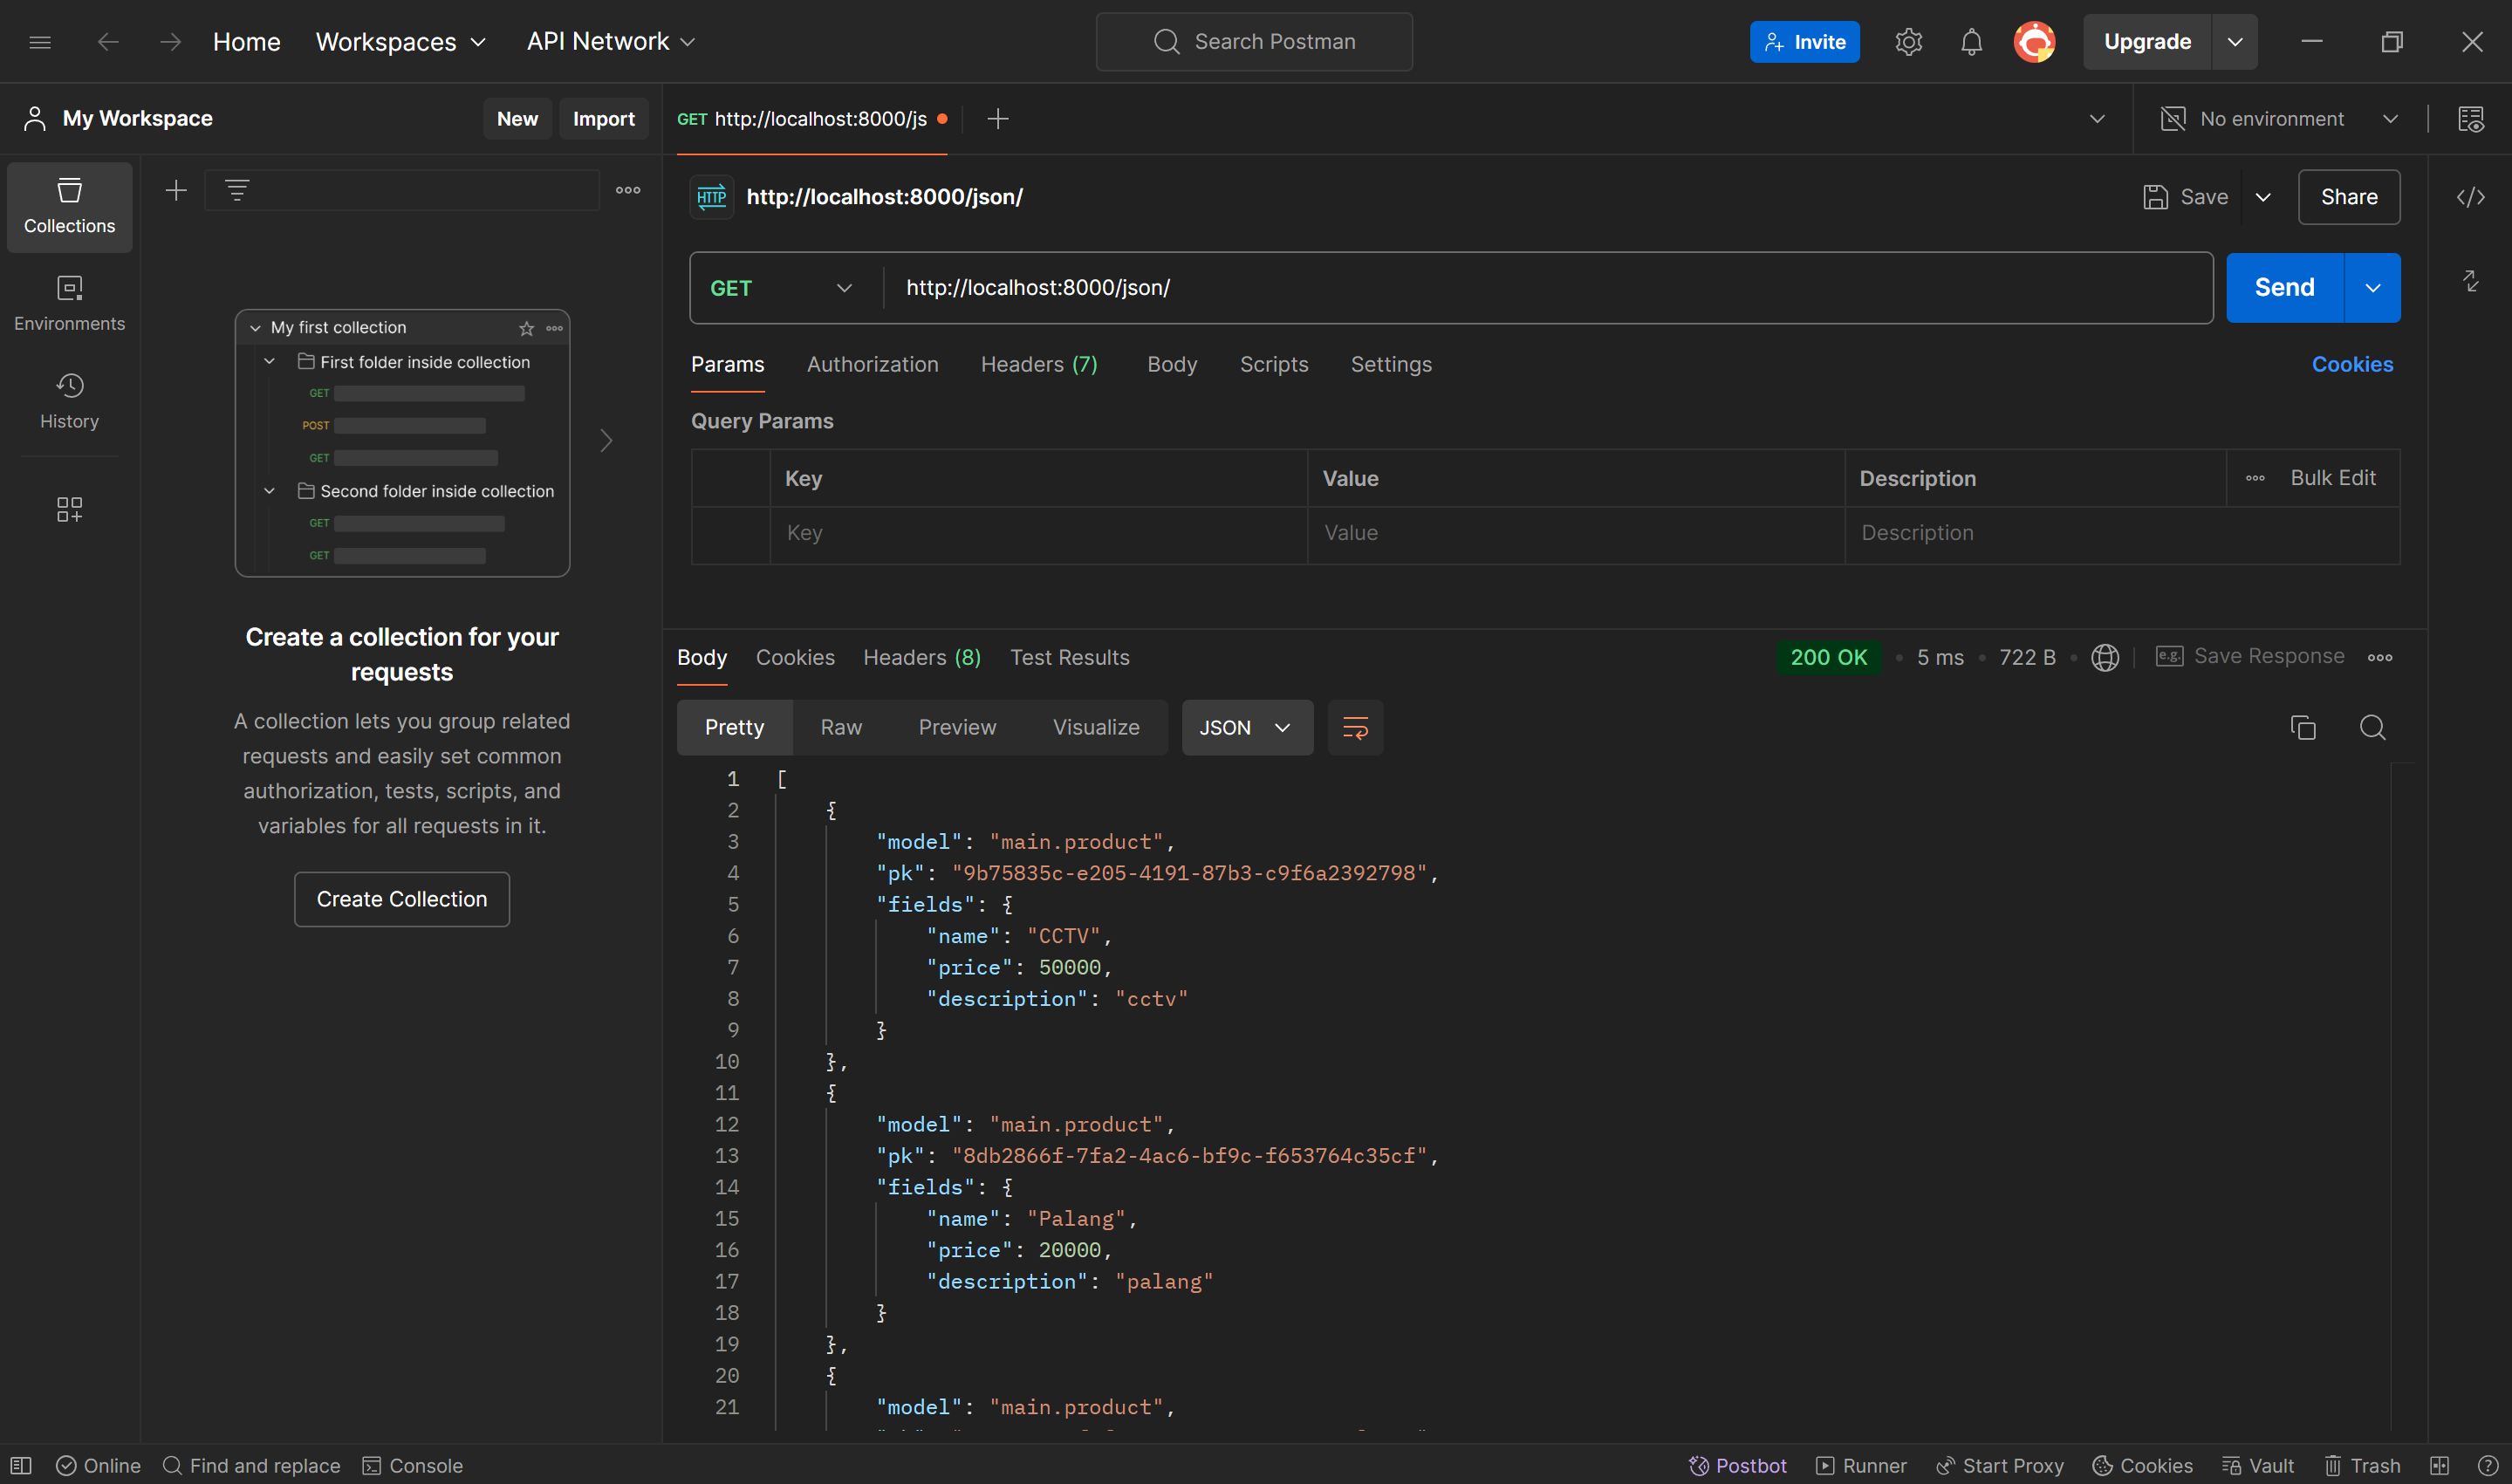 Home Workspaces API Network Search Postman Invite Upgrade
My Workspace New Import GET http://localhost:8000/js No environment
Collections
Environments
History
My first collection
First folder inside collection
GET
POST
GET
Second folder inside collection
GET
GET
Create a collection for your
requests
A collection lets you group related
requests and easily set common
authorization, tests, scripts, and
variables for all requests in it.
Create Collection
HTTP http://localhost:8000/json/ Save Share
GET http://localhost:8000/json/ Send
Params Authorization Headers (7) Body Scripts Settings Cookies
Query Params
Key Value Description Bulk Edit
Key Value Description
Body Cookies Headers (8) Test Results 200 OK 5 ms 722 B e.g. Save Response
Pretty Raw Preview Visualize JSON
1 [
2 {
3 "model": "main.product",
4 "pk": "9b75835c-e205-4191-87b3-c9f6a2392798",
5 "fields": {
6 "name": "CCTV",
7 "price": 50000,
8 "description": "cctv"
9 }
10 },
11 {
12 "model": "main.product",
13 "pk": "8db2866f-7fa2-4ac6-bf9c-f653764c35cf",
14 "fields": {
15 "name": "Palang",
16 "price": 20000,
17 "description": "palang"
18 }
19 },
20 {
21 "model": "main.product",
Online Find and replace Console Postbot Runner Start Proxy Cookies Vault Trash